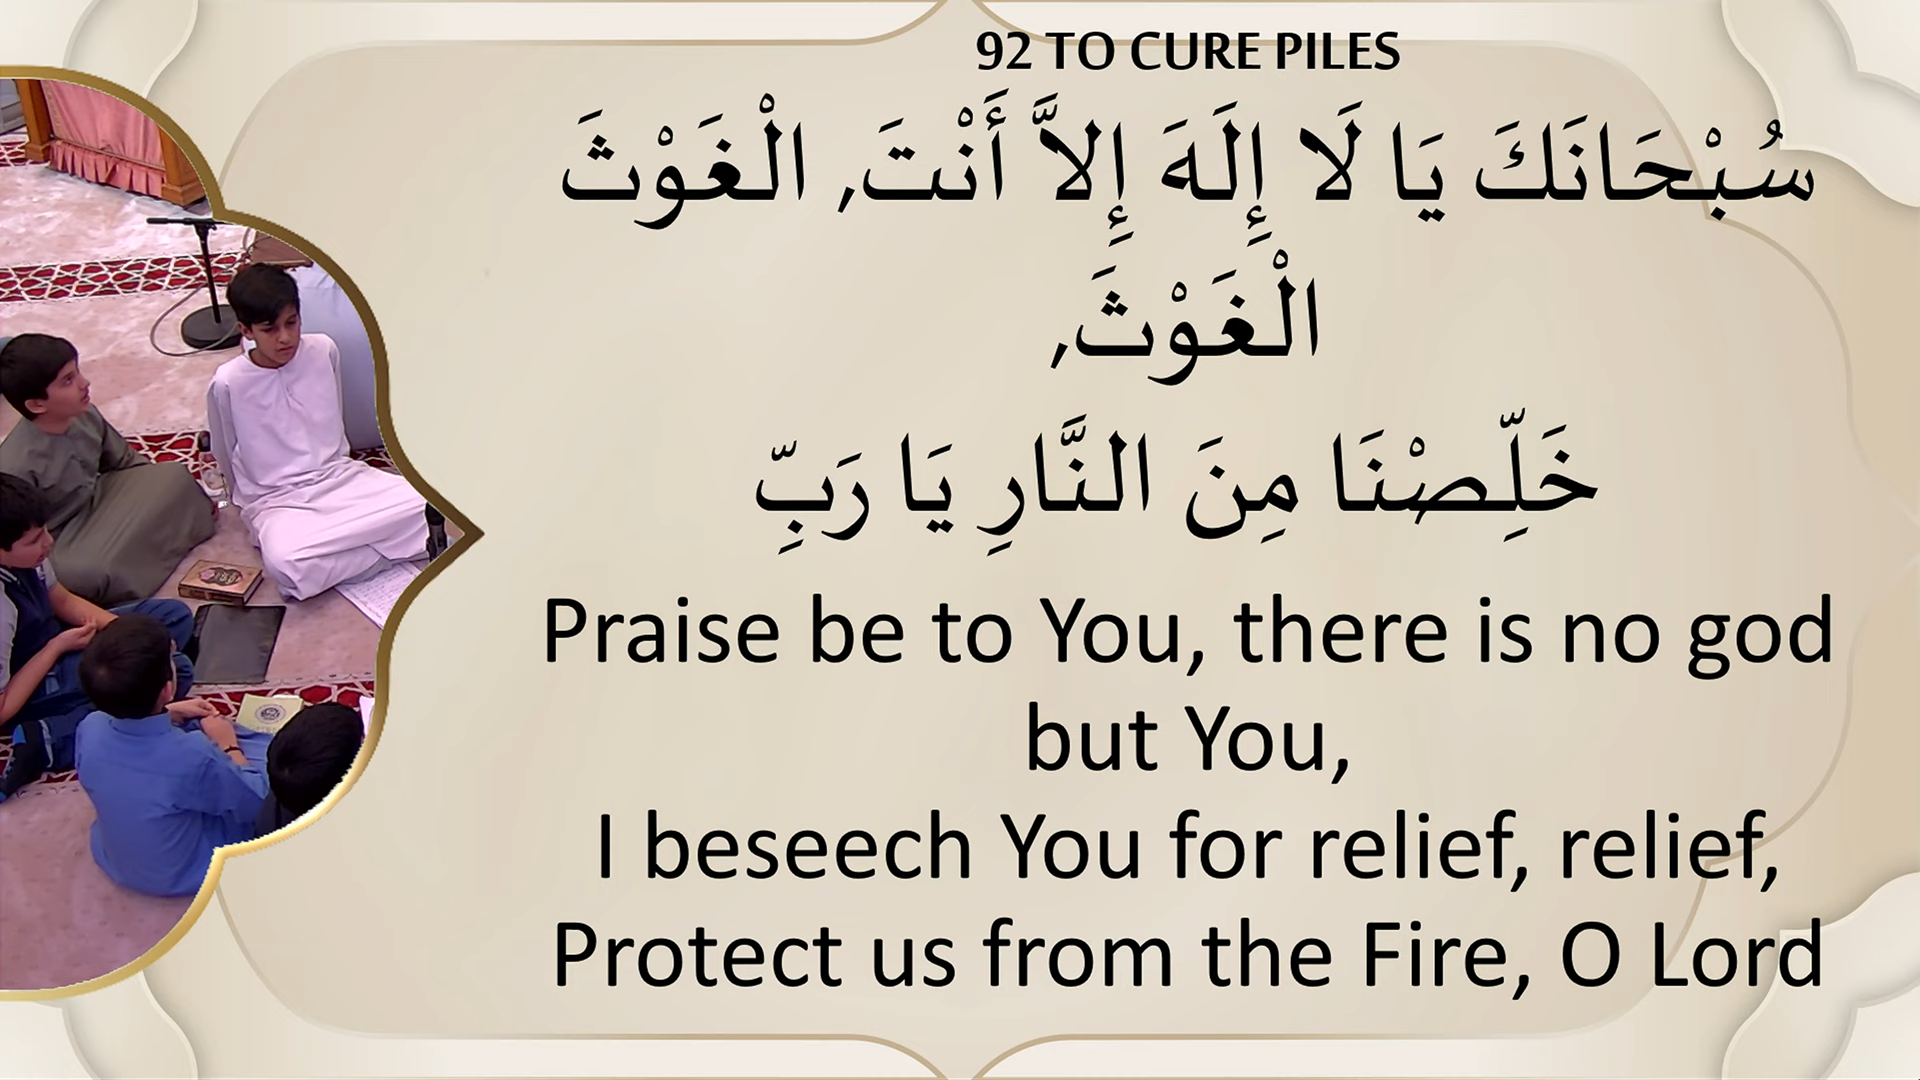 92 TO CURE PILES
سُبْحَانَكَ يَا لَا إِلَهَ إِلاَّ أَنْتَ, الْغَوْثَ
الْغَوْثَ,
خَلِّصْنَا مِنَ النَّارِ يَا رَبِّ
Praise be to You, there is no god
but You,
I beseech You for relief, relief,
Protect us from the Fire, O Lord